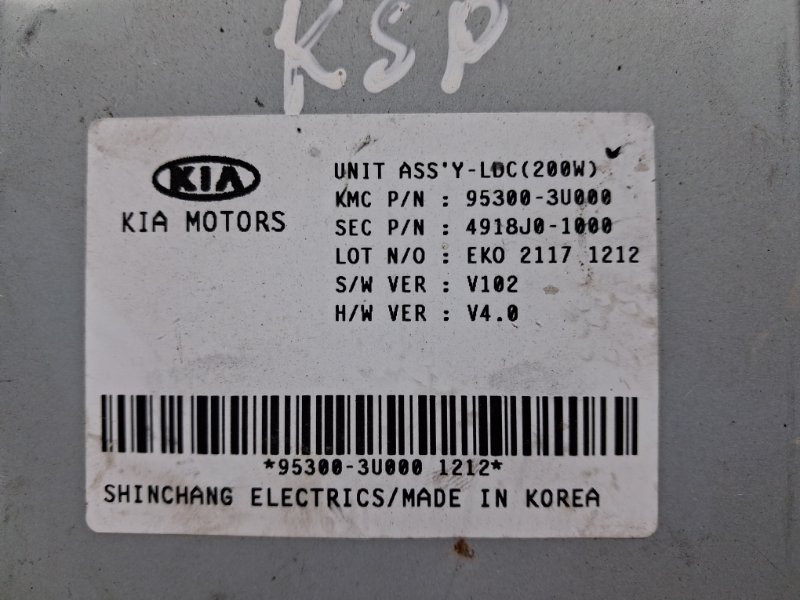 KSP
KIA
KIA MOTORS
UNIT ASS'Y-LDC(200W)
KMC P/N : 95300-3U000
SEC P/N : 4918J0-1000
LOT N/O : EKO 2117 1212
S/W VER : V102
H/W VER : V4.0
*95300-3U000 1212*
SHINCHANG ELECTRICS/MADE IN KOREA